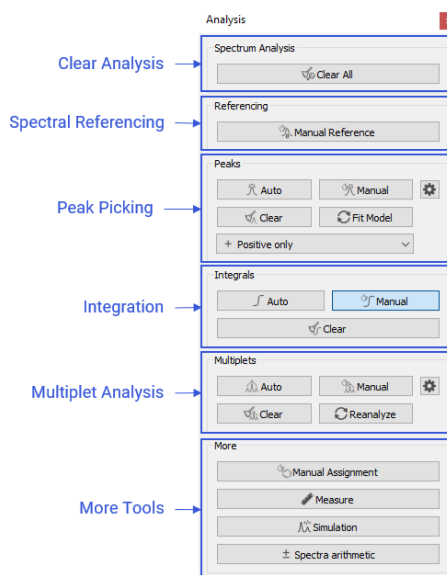 Analysis
Clear Analysis
Spectrum Analysis
Clear All
Spectral Referencing
Referencing
Manual Reference
Peak Picking
Peaks
Auto Manual
Clear Fit Model
+ Positive only
Integration
Integrals
Auto Manual
Clear
Multiplet Analysis
Multiplets
Auto Manual
Clear Reanalyze
More Tools
More
Manual Assignment
Measure
Simulation
± Spectra arithmetic